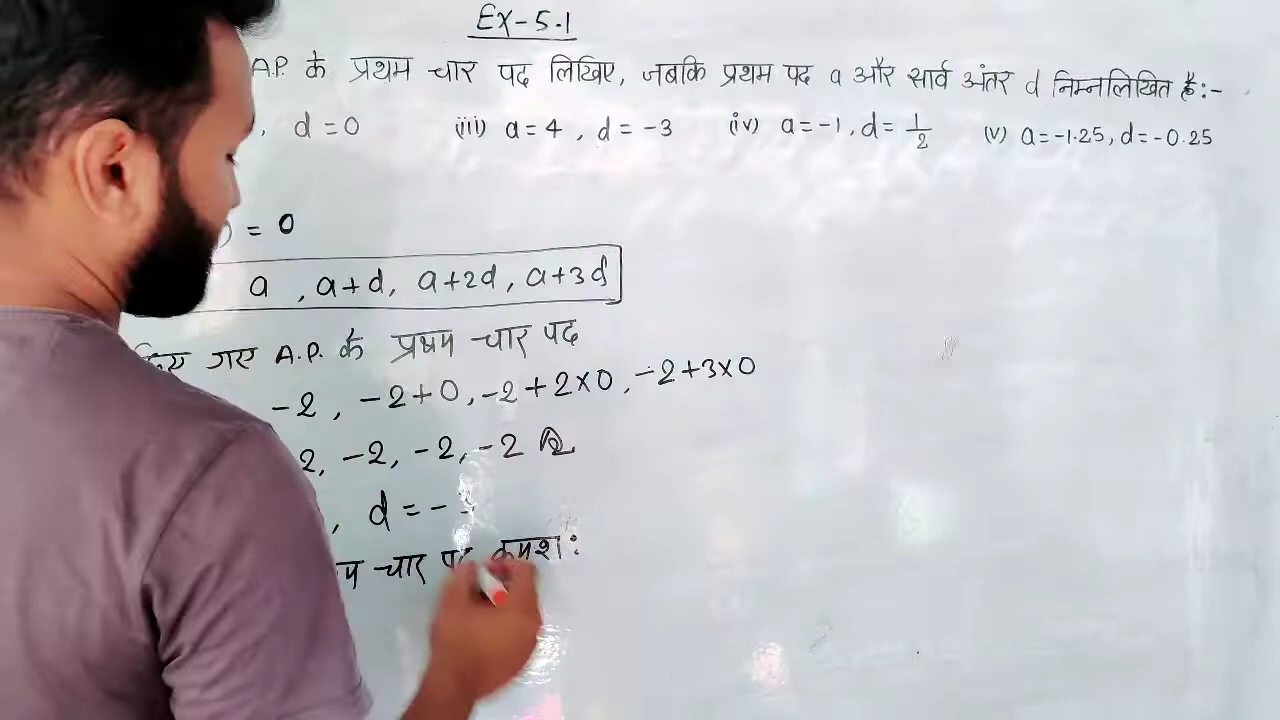 Ex-5.1
A.P. के प्रथम चार पद लिखिए, जबकि प्रथम पद a और सार्व अंतर d निम्नलिखित है:-
, d = 0 (iii) a = 4 , d = -3 (iv) a = -1 , d = 1/2 (v) a = -1.25, d = -0.25
= 0
a , a+d, a+2d, a+3d
गए A.P. के प्रथम चार पद
-2 , -2+0, -2+2×0, -2+3×0
2, -2, -2, -2
, d = -
चार पद क्रमश: